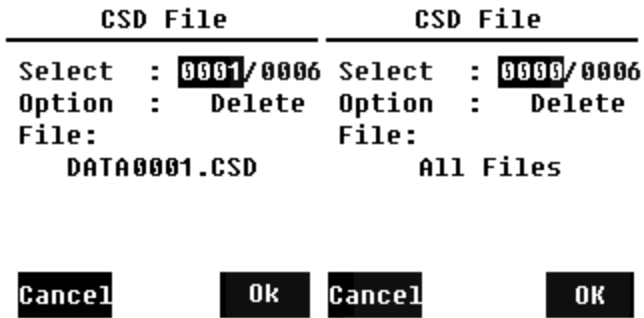 CSD File
Select : 0001/0006
Option : Delete
File:
DATA0001.CSD
Cancel Ok
CSD File
Select : 0000/0006
Option : Delete
File:
All Files
Cancel OK